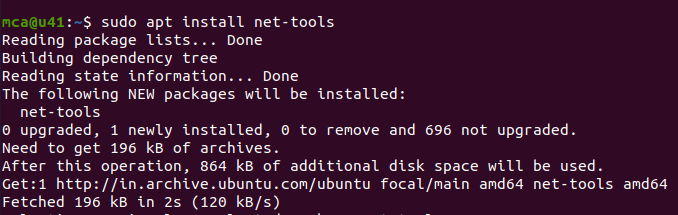 mca@u41:~$ sudo apt install net-tools
Reading package lists... Done
Building dependency tree
Reading state information... Done
The following NEW packages will be installed:
  net-tools
0 upgraded, 1 newly installed, 0 to remove and 696 not upgraded.
Need to get 196 kB of archives.
After this operation, 864 kB of additional disk space will be used.
Get:1 http://in.archive.ubuntu.com/ubuntu focal/main amd64 net-tools amd64
Fetched 196 kB in 2s (120 kB/s)